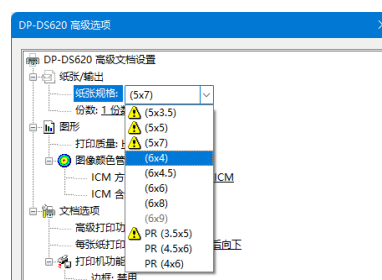 DP-DS620 高级选项
DP-DS620 高级文档设置
纸张/输出
纸张规格: (5x7)
份数: 1 份
(5x3.5)
(5x5)
(5x7)
(6x4)
(6x4.5)
(6x6)
(6x8)
(6x9)
PR (3.5x5)
PR (4.5x6)
PR (4x6)
图形
打印质量:
图像颜色管
ICM 方 ICM
ICM 含
文档选项
高级打印功
每张纸打印 后向下
打印机功能
边框: 禁用